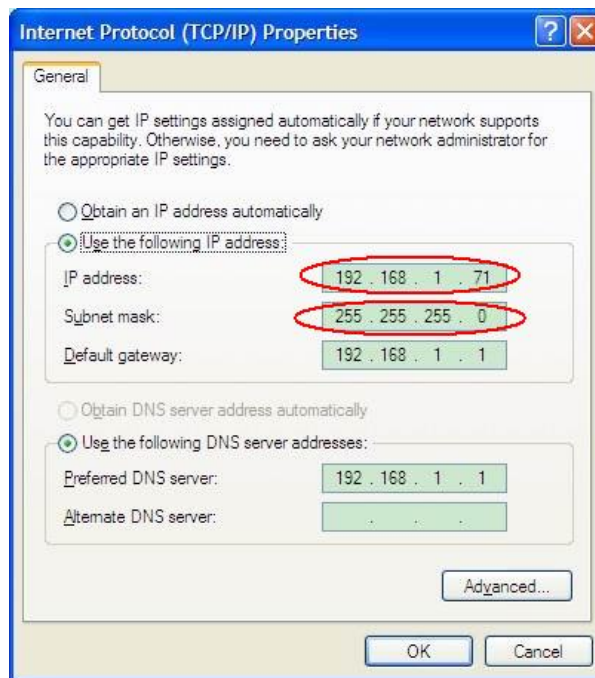 Internet Protocol (TCP/IP) Properties
General
You can get IP settings assigned automatically if your network supports
this capability. Otherwise, you need to ask your network administrator for
the appropriate IP settings.
Obtain an IP address automatically
Use the following IP address:
IP address: 192 . 168 . 1 . 71
Subnet mask: 255 . 255 . 255 . 0
Default gateway: 192 . 168 . 1 . 1
Obtain DNS server address automatically
Use the following DNS server addresses:
Preferred DNS server: 192 . 168 . 1 . 1
Alternate DNS server: . . .
Advanced...
OK Cancel